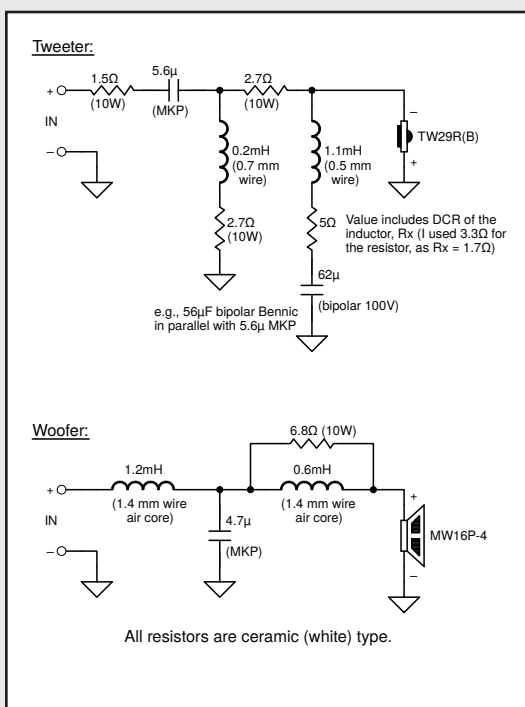 Tweeter:
1.5Ω
(10W)
5.6µ
(MKP)
2.7Ω
(10W)
+
IN
–
0.2mH
(0.7 mm
wire)
1.1mH
(0.5 mm
wire)
–
TW29R(B)
+
2.7Ω
(10W)
5Ω
Value includes DCR of the
inductor, Rx (I used 3.3Ω for
the resistor, as Rx = 1.7Ω)
62µ
(bipolar 100V)
e.g., 56µF bipolar Bennic
in parallel with 5.6µ MKP
Woofer:
6.8Ω (10W)
1.2mH
(1.4 mm wire
air core)
0.6mH
(1.4 mm wire
air core)
+
IN
–
4.7µ
(MKP)
+
MW16P-4
–
All resistors are ceramic (white) type.